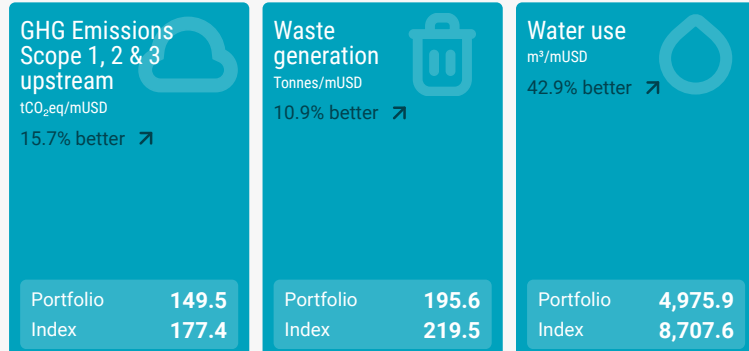 GHG Emissions
Scope 1, 2 & 3
upstream
tCO₂eq/mUSD
15.7% better
Portfolio 149.5
Index 177.4
Waste
generation
Tonnes/mUSD
10.9% better
Portfolio 195.6
Index 219.5
Water use
m³/mUSD
42.9% better
Portfolio 4,975.9
Index 8,707.6